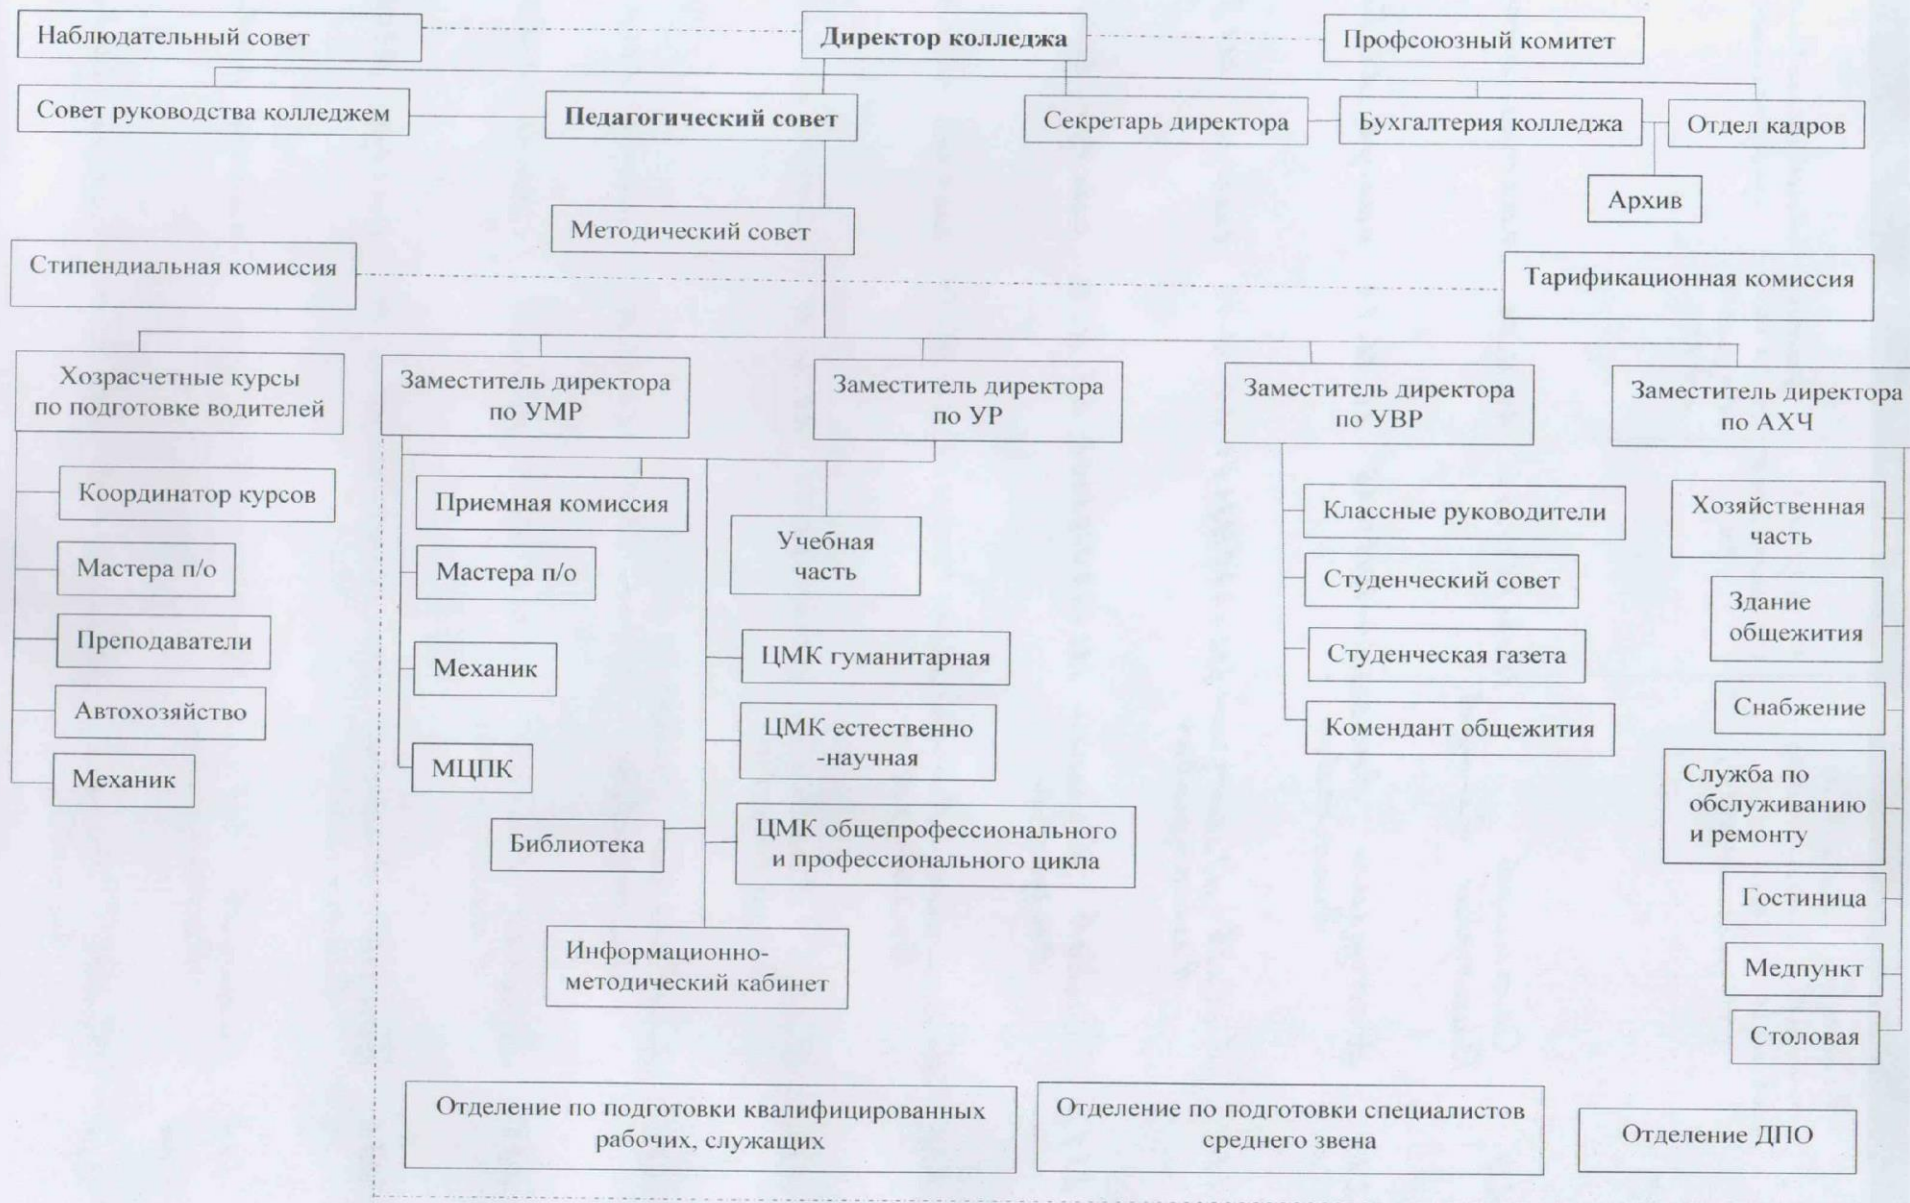 Наблюдательный совет
Директор колледжа
Профсоюзный комитет
Совет руководства колледжем
Педагогический совет
Секретарь директора
Бухгалтерия колледжа
Отдел кадров
Архив
Методический совет
Стипендиальная комиссия
Тарификационная комиссия
Хозрасчетные курсы
по подготовке водителей
Заместитель директора
по УМР
Заместитель директора
по УР
Заместитель директора
по УВР
Заместитель директора
по АХЧ
Координатор курсов
Мастера п/о
Преподаватели
Автохозяйство
Механик
Приемная комиссия
Мастера п/о
Механик
МЦПК
Библиотека
Информационно-
методический кабинет
Учебная
часть
ЦМК гуманитарная
ЦМК естественно
-научная
ЦМК общепрофессионального
и профессионального цикла
Классные руководители
Студенческий совет
Студенческая газета
Комендант общежития
Хозяйственная
часть
Здание
общежития
Снабжение
Служба по
обслуживанию
и ремонту
Гостиница
Медпункт
Столовая
Отделение по подготовки квалифицированных
рабочих, служащих
Отделение по подготовки специалистов
среднего звена
Отделение ДПО